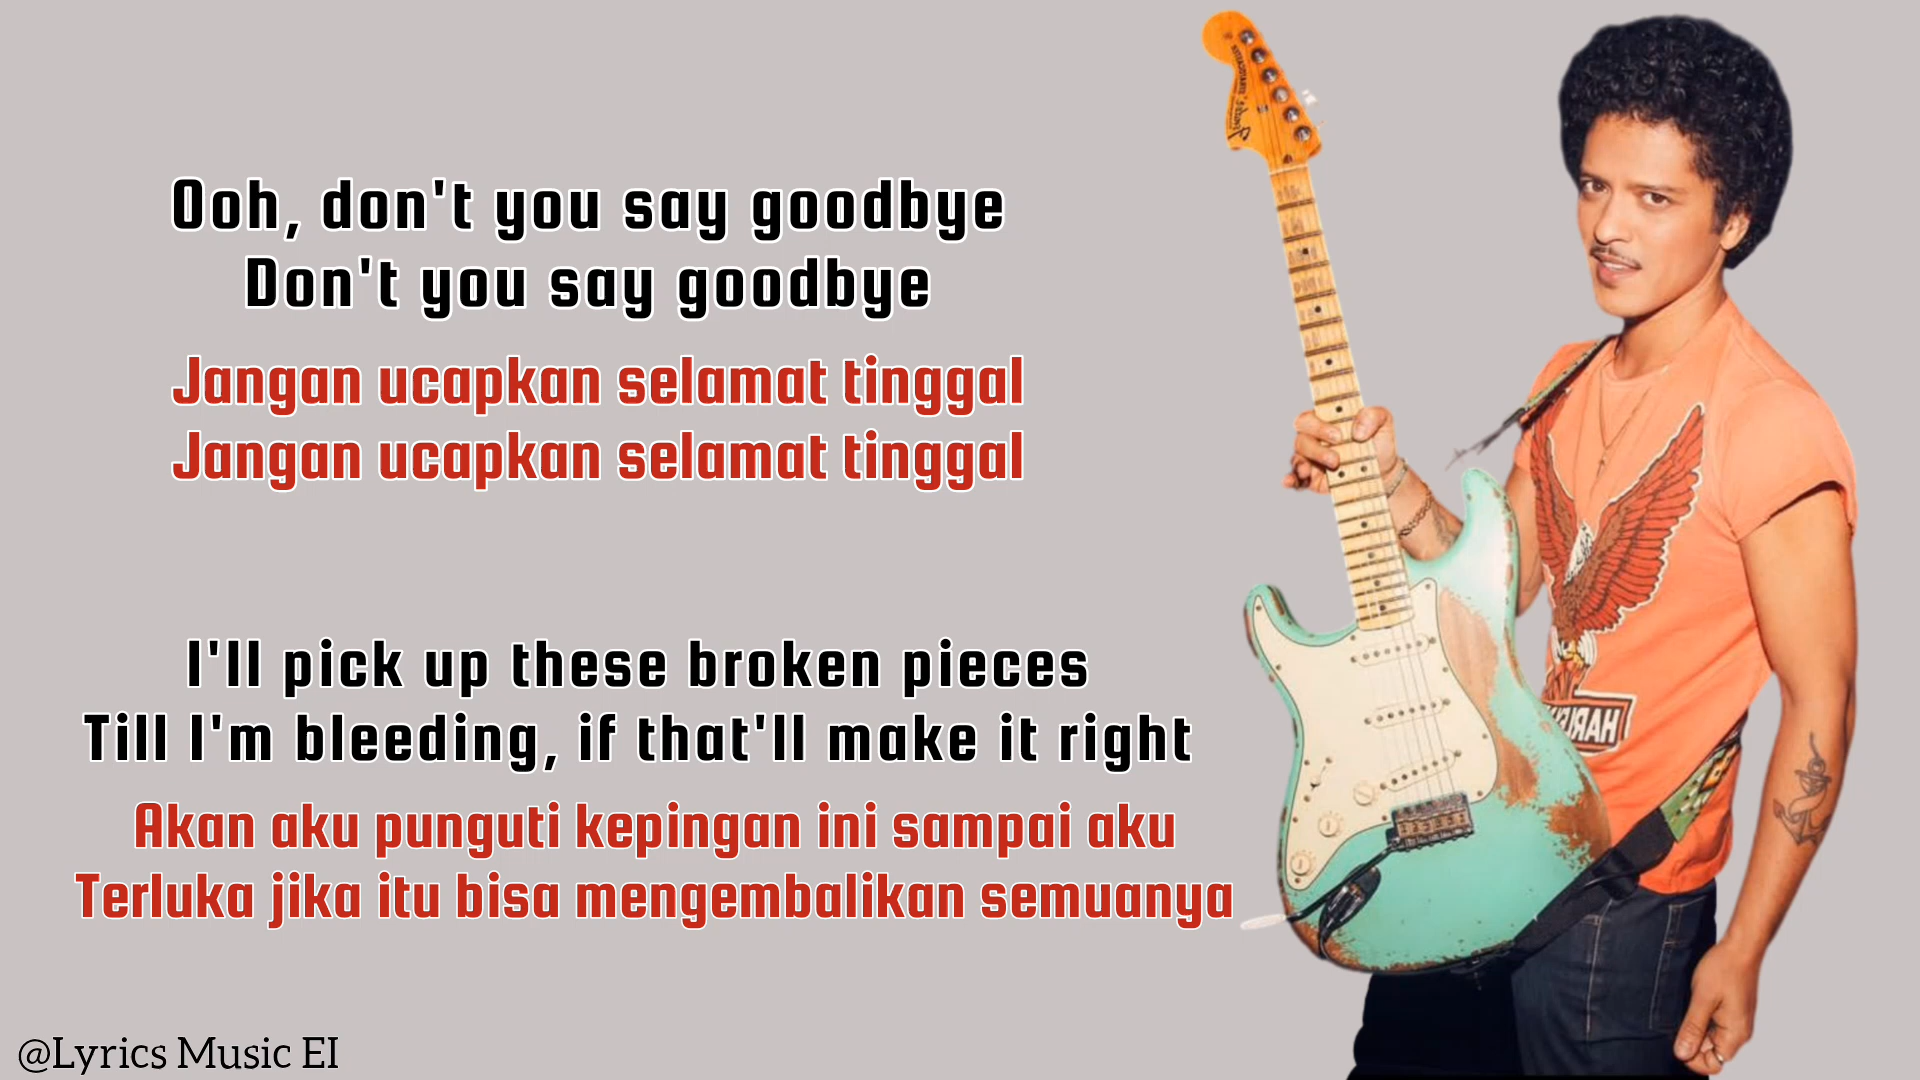 Ooh, don't you say goodbye
Don't you say goodbye
Jangan ucapkan selamat tinggal
Jangan ucapkan selamat tinggal
I'll pick up these broken pieces
Till I'm bleeding, if that'll make it right
Akan aku punguti kepingan ini sampai aku
Terluka jika itu bisa mengembalikan semuanya
@Lyrics Music EI